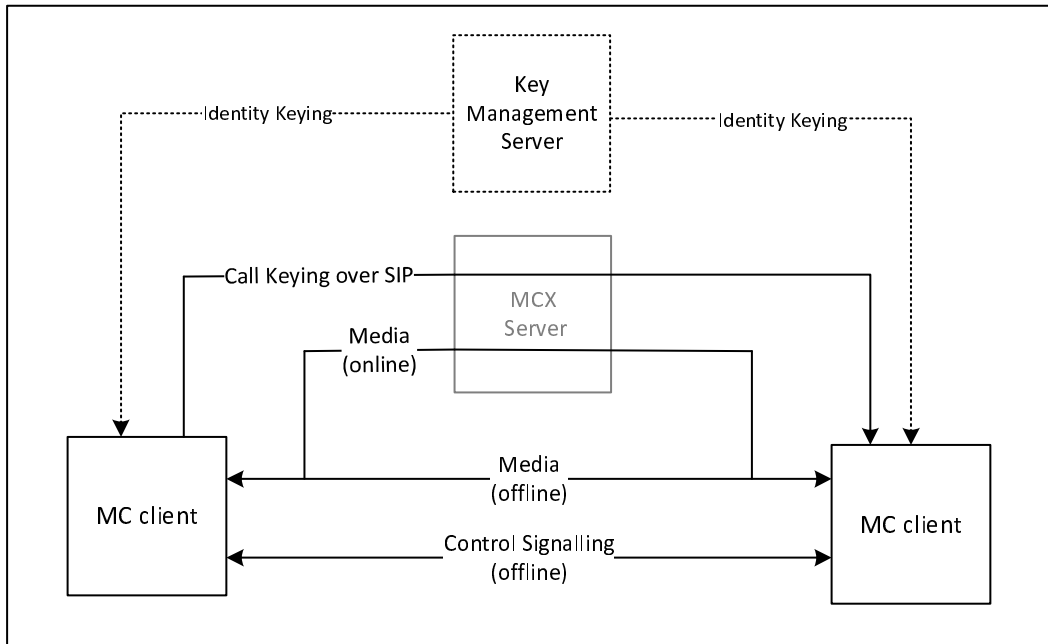 Key
Management
Server
Identity Keying
Identity Keying
Call Keying over SIP
MCX
Server
Media
(online)
Media
(offline)
MC client
MC client
Control Signalling
(offline)